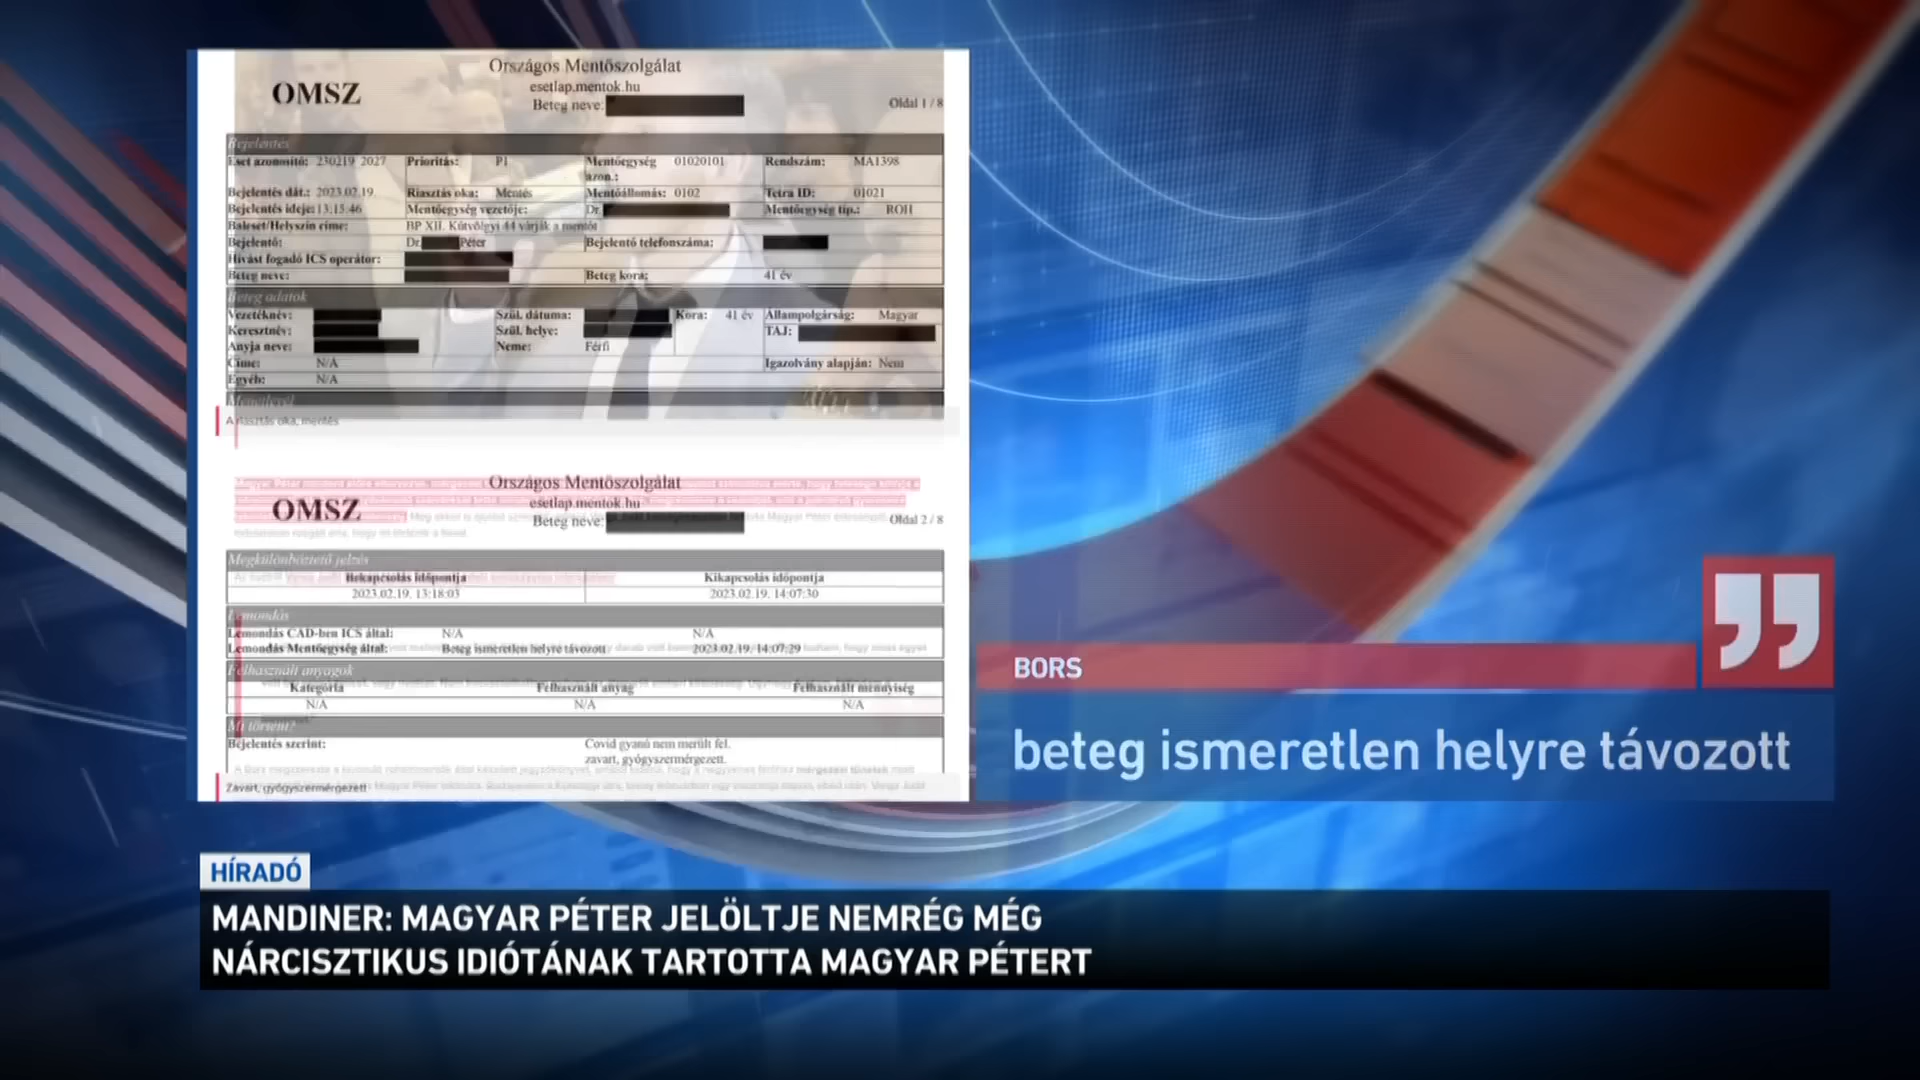 Országos Mentőszolgálat
OMSZ
esetlap.mentok.hu
Beteg neve:
Oldal 1 / 8
Bejelentés
Eset azonosító: 230219 2027 Prioritás: P1 Mentőegység azon.: 01020101 Rendszám: MA1398
Bejelentés dát.: 2023.02.19. Riasztás oka: Mentés Mentőállomás: 0102 Tetra ID: 01021
Bejelentés ideje: 13:15:46 Mentőegység vezetője: Dr. Mentőegység típ.: ROH
Baleset/Helyszín címe: BP XII. Kútvölgyi 44 várják a mentőt
Bejelentő: Dr. Péter Bejelentő telefonszáma:
Hívást fogadó ICS operátor:
Beteg neve: Beteg kora: 41 év
Beteg adatok
Vezetéknév: Szül. dátuma: Kora: 41 év Állampolgárság: Magyar
Keresztnév: Szül. helye: TAJ:
Anyja neve: Neme: Férfi
Címe: N/A Igazolvány alapján: Nem
Egyéb: N/A
A riasztás oka, mentés
Országos Mentőszolgálat
OMSZ
esetlap.mentok.hu
Beteg neve:
Oldal 2 / 8
Megkülönböztető jelzés
Bekapcsolás időpontja Kikapcsolás időpontja
2023.02.19. 13:18:03 2023.02.19. 14:07:30
Lemondás
Lemondás CAD-ben ICS által: N/A N/A
Lemondás Mentőegység által: Beteg ismeretlen helyre távozott 2023.02.19. 14:07:29
Felhasznált anyagok
Kategória Felhasznált anyag Felhasznált mennyiség
N/A N/A N/A
Mi történt?
Bejelentés szerint: Covid gyanú nem merült fel.
zavart, gyógyszermérgezett.
Zavart, gyógyszermérgezett
BORS
beteg ismeretlen helyre távozott
HÍRADÓ
MANDINER: MAGYAR PÉTER JELÖLTJE NEMRÉG MÉG
NÁRCISZTIKUS IDIÓTÁNAK TARTOTTA MAGYAR PÉTERT